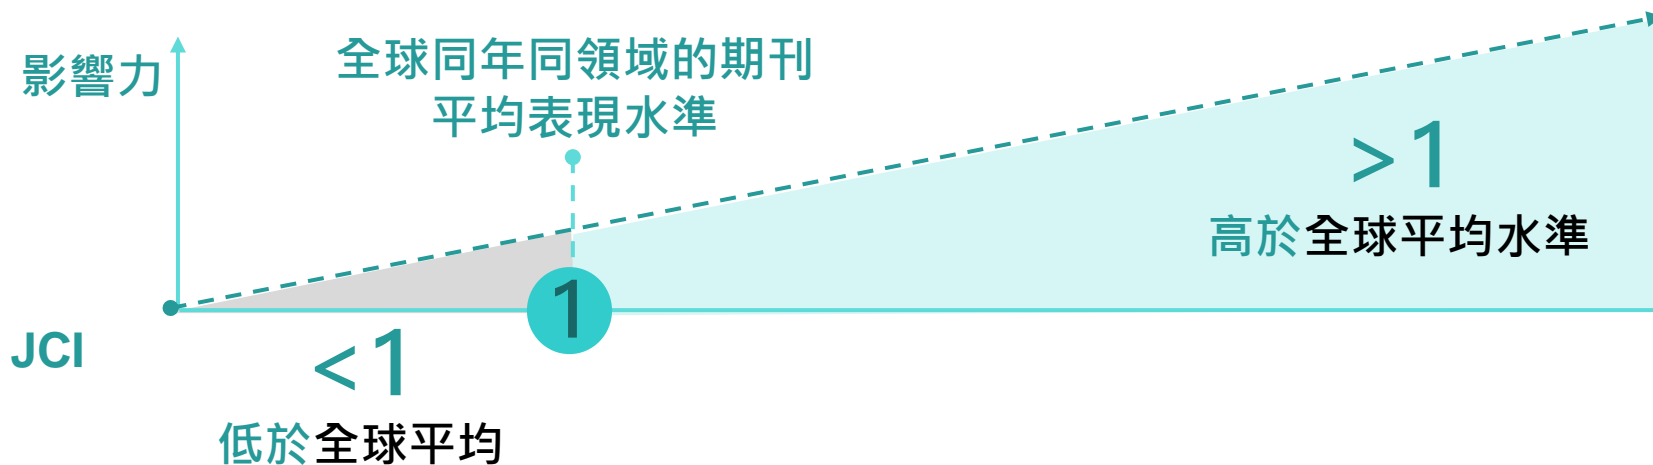 影響力
全球同年同領域的期刊
平均表現水準
>1
高於全球平均水準
1
JCI
<1
低於全球平均